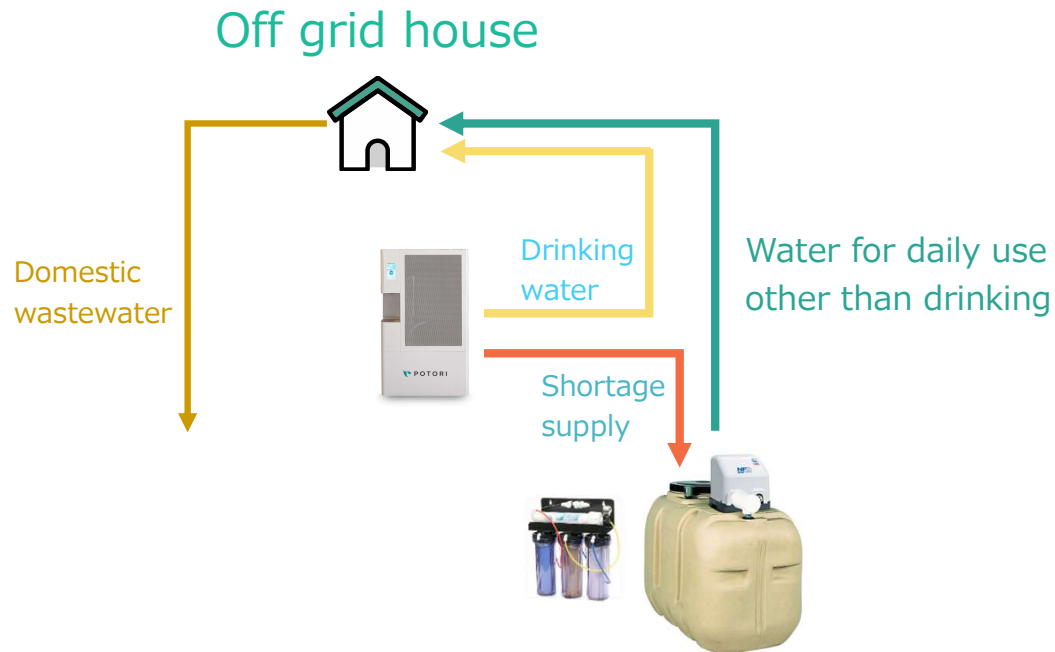 Off grid house
Domestic
wastewater
Drinking
water
Water for daily use
other than drinking
POTORI
Shortage
supply